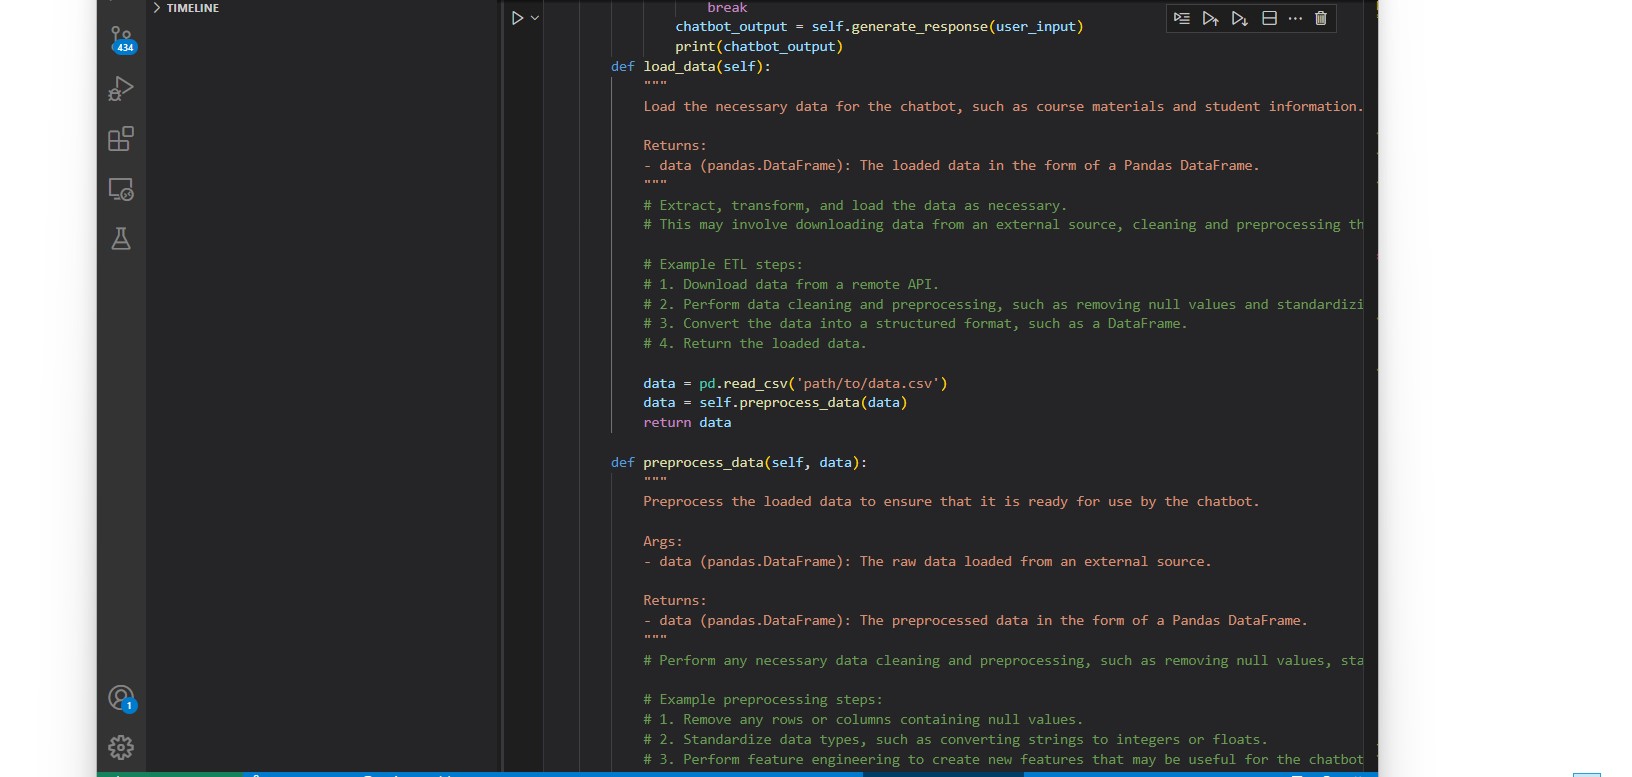 TIMELINE
434
break
chatbot_output = self.generate_response(user_input)
print(chatbot_output)
def load_data(self):
"""
Load the necessary data for the chatbot, such as course materials and student information.
Returns:
- data (pandas.DataFrame): The loaded data in the form of a Pandas DataFrame.
"""
# Extract, transform, and load the data as necessary.
# This may involve downloading data from an external source, cleaning and preprocessing th
# Example ETL steps:
# 1. Download data from a remote API.
# 2. Perform data cleaning and preprocessing, such as removing null values and standardizi
# 3. Convert the data into a structured format, such as a DataFrame.
# 4. Return the loaded data.
data = pd.read_csv('path/to/data.csv')
data = self.preprocess_data(data)
return data
def preprocess_data(self, data):
"""
Preprocess the loaded data to ensure that it is ready for use by the chatbot.
Args:
- data (pandas.DataFrame): The raw data loaded from an external source.
Returns:
- data (pandas.DataFrame): The preprocessed data in the form of a Pandas DataFrame.
"""
# Perform any necessary data cleaning and preprocessing, such as removing null values, sta
# Example preprocessing steps:
# 1. Remove any rows or columns containing null values.
# 2. Standardize data types, such as converting strings to integers or floats.
# 3. Perform feature engineering to create new features that may be useful for the chatbot
1